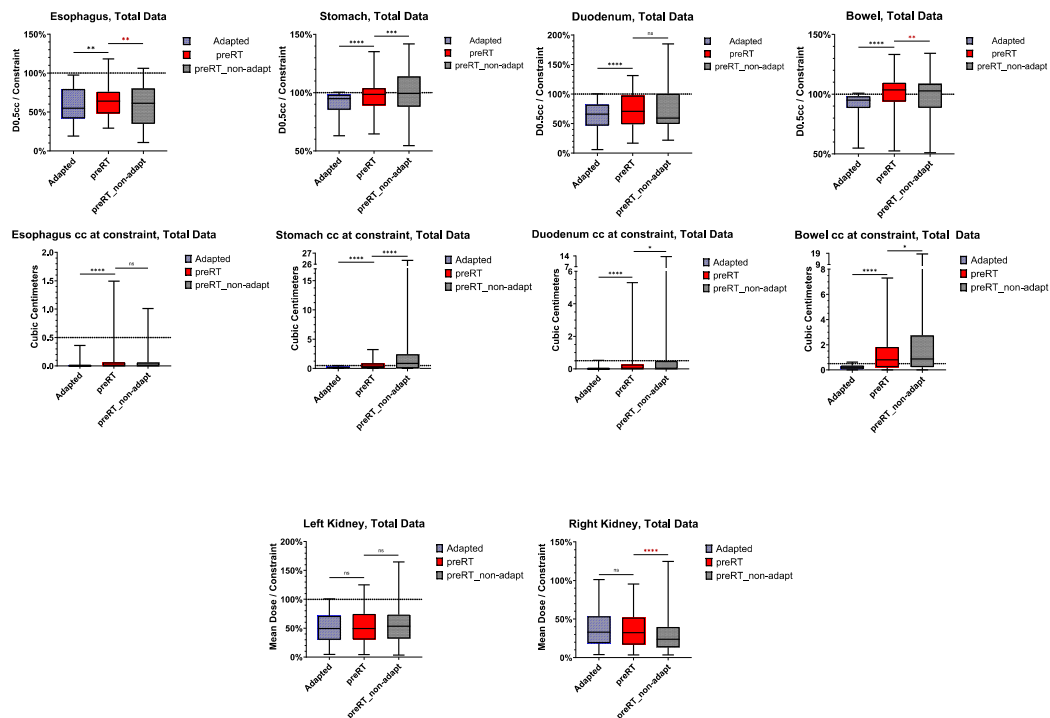 Esophagus, Total Data
D0,5cc / Constraint
150%
100%
50%
0%
**
**
Adapted
preRT
preRT_non-adapt
Adapted
preRT
preRT_non-adapt
Stomach, Total Data
D0.5cc / Constraint
150%
100%
50%
****
***
Adapted
preRT
preRT_non-adapt
Adapted
preRT
preRT_non-adapt
Duodenum, Total Data
D0.5cc / Constraint
200%
150%
100%
50%
0%
****
ns
Adapted
preRT
preRT_non-adapt
Adapted
preRT
preRT_non-adapt
Bowel, Total Data
D0.5cc / Constraint
150%
100%
50%
****
**
Adapted
preRT
preRT_non-adapt
Adapted
preRT
preRT_non-adapt
Esophagus cc at constraint, Total Data
Cubic Centimeters
2.0
1.5
1.0
0.5
0.0
****
ns
Adapted
preRT
preRT_non-adapt
Adapted
preRT
preRT_non-adapt
Stomach cc at constraint, Total Data
Cubic Centimeters
27
26
15
10
5
0
****
****
Adapted
preRT
preRT_non-adapt
Adapted
preRT
preRT_non-adapt
Duodenum cc at constraint, Total Data
Cubic Centimeters
14
7
6
4
2
0
****
*
Adapted
preRT
preRT_non-adapt
Adapted
preRT
preRT_non-adapt
Bowel cc at constraint, Total Data
Cubic Centimeters
19
9
8
6
4
2
0
****
*
Adapted
preRT
preRT_non-adapt
Adapted
preRT
preRT_non-adapt
Left Kidney, Total Data
Mean Dose / Constraint
200%
150%
100%
50%
0%
ns
ns
Adapted
preRT
preRT_non-adapt
Adapted
preRT
preRT_non-adapt
Right Kidney, Total Data
Mean Dose / Constraint
200%
150%
100%
50%
0%
ns
****
Adapted
preRT
preRT_non-adapt
Adapted
preRT
preRT_non-adapt